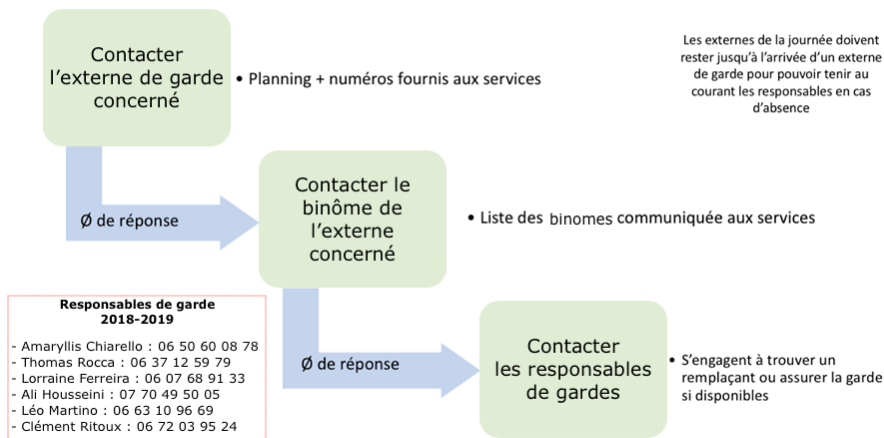 Contacter
l'externe de garde
concerné
• Planning + numéros fournis aux services
Les externes de la journée doivent
rester jusqu'à l'arrivée d'un externe
de garde pour pouvoir tenir au
courant les responsables en cas
d'absence
Ø de réponse
Contacter le
binôme de
l'externe
concerné
• Liste des binomes communiquée aux services
Ø de réponse
Contacter
les responsables
de gardes
• S'engagent à trouver un
remplaçant ou assurer la garde
si disponibles
Responsables de garde
2018-2019
- Amaryllis Chiarello : 06 50 60 08 78
- Thomas Rocca : 06 37 12 59 79
- Lorraine Ferreira : 06 07 68 91 33
- Ali Housseini : 07 70 49 50 05
- Léo Martino : 06 63 10 96 69
- Clément Ritoux : 06 72 03 95 24